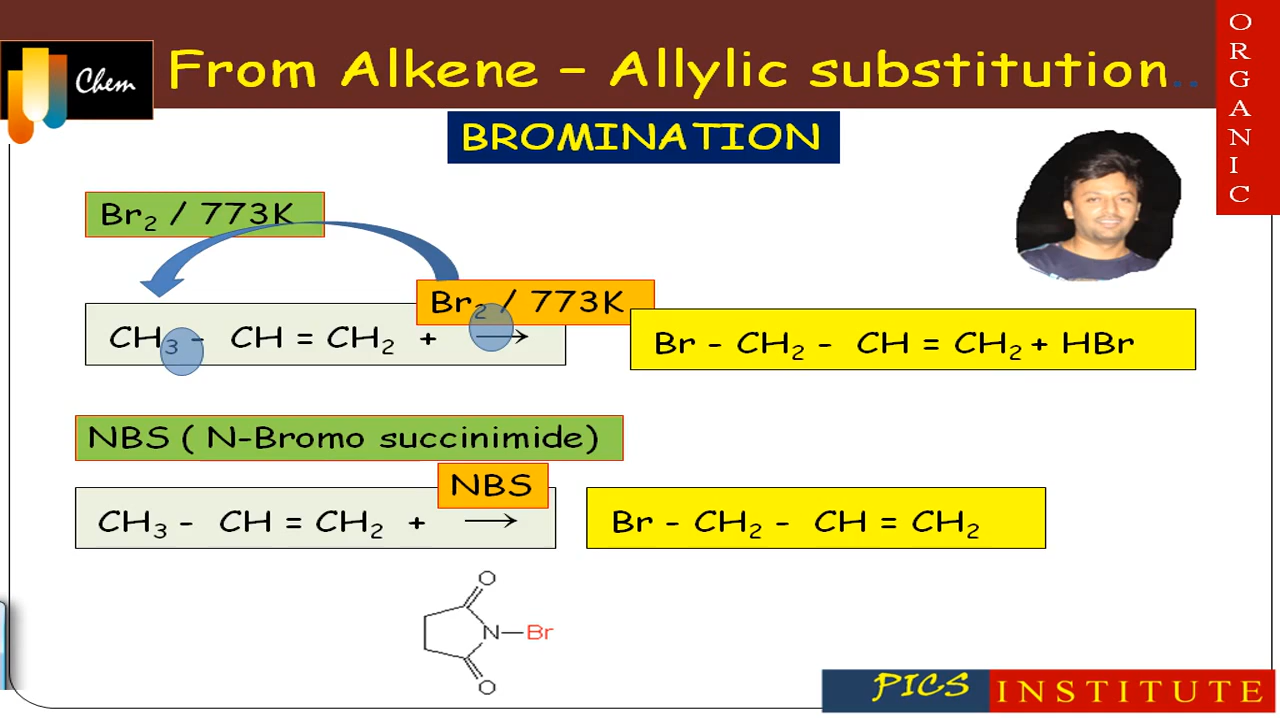 Chem
From Alkene – Allylic substitution..
ORGANIC
BROMINATION
Br2 / 773K
Br2 / 773K
CH3 - CH = CH2 + →
Br - CH2 - CH = CH2 + HBr
NBS ( N-Bromo succinimide)
NBS
CH3 - CH = CH2 + →
Br - CH2 - CH = CH2
O
N—Br
O
PICS INSTITUTE